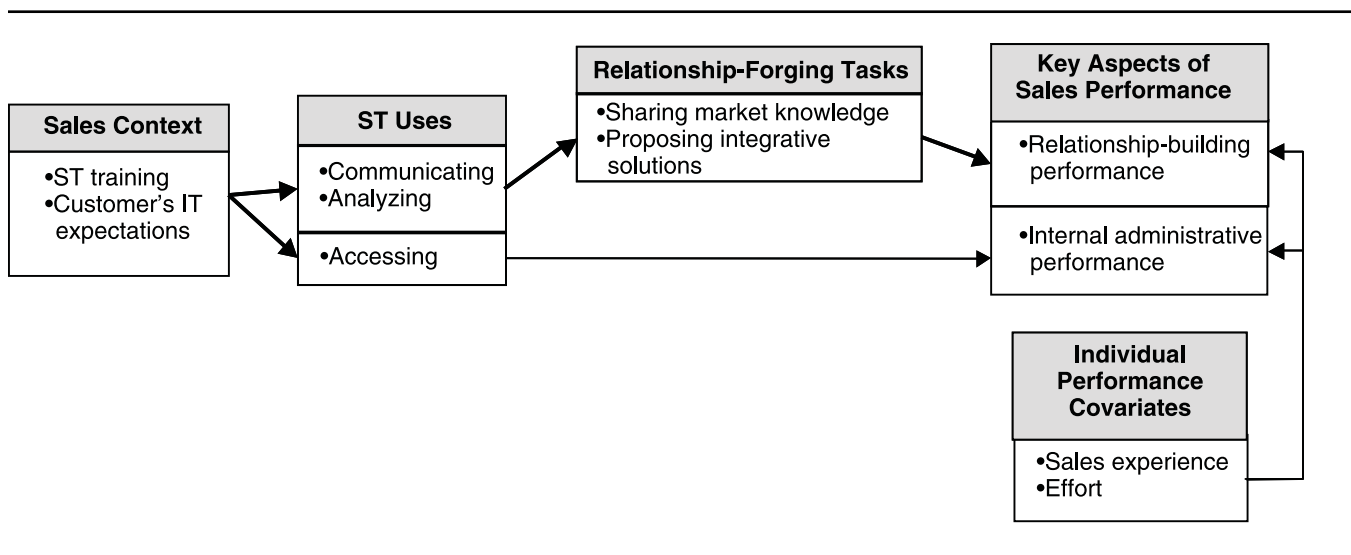 Sales Context
•ST training
•Customer's IT
expectations
ST Uses
•Communicating
•Analyzing
•Accessing
Relationship-Forging Tasks
•Sharing market knowledge
•Proposing integrative
solutions
Key Aspects of
Sales Performance
•Relationship-building
performance
•Internal administrative
performance
Individual
Performance
Covariates
•Sales experience
•Effort